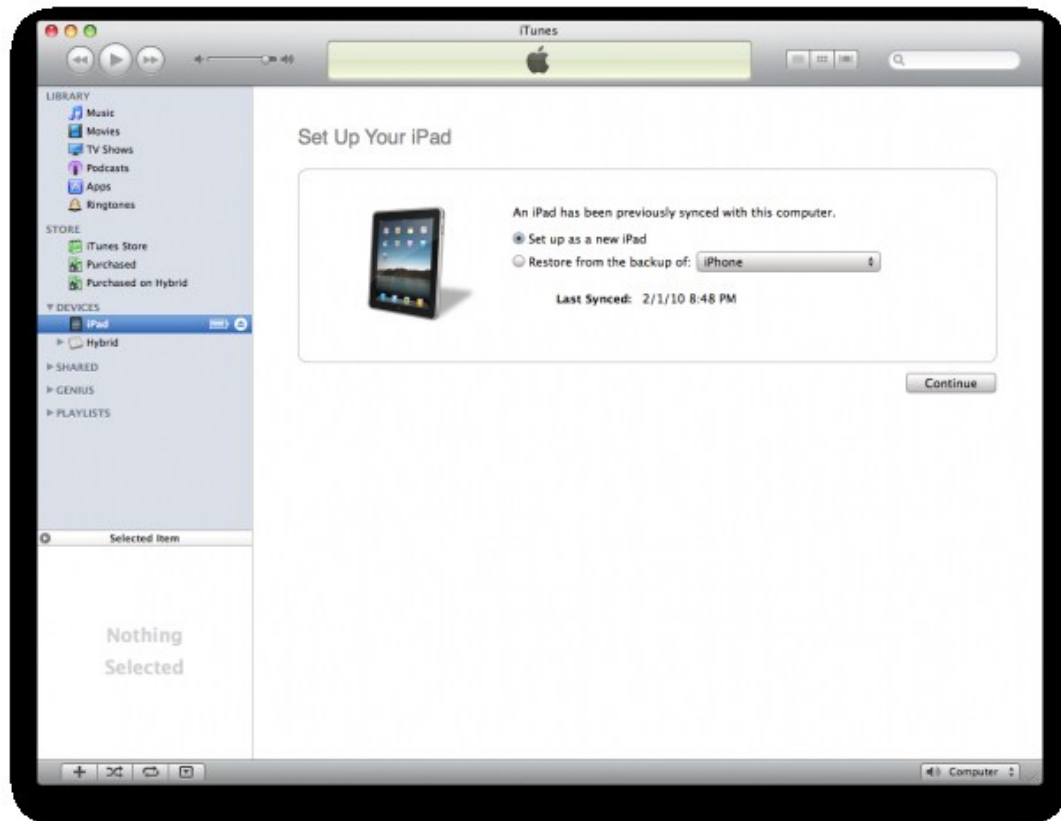 iTunes
LIBRARY
Music
Movies
TV Shows
Podcasts
Apps
Ringtones
STORE
iTunes Store
Purchased
Purchased on Hybrid
DEVICES
iPad
Hybrid
SHARED
GENIUS
PLAYLISTS
Selected Item
Nothing
Selected
Set Up Your iPad
An iPad has been previously synced with this computer.
Set up as a new iPad
Restore from the backup of: iPhone
Last Synced: 2/1/10 8:48 PM
Continue
Computer